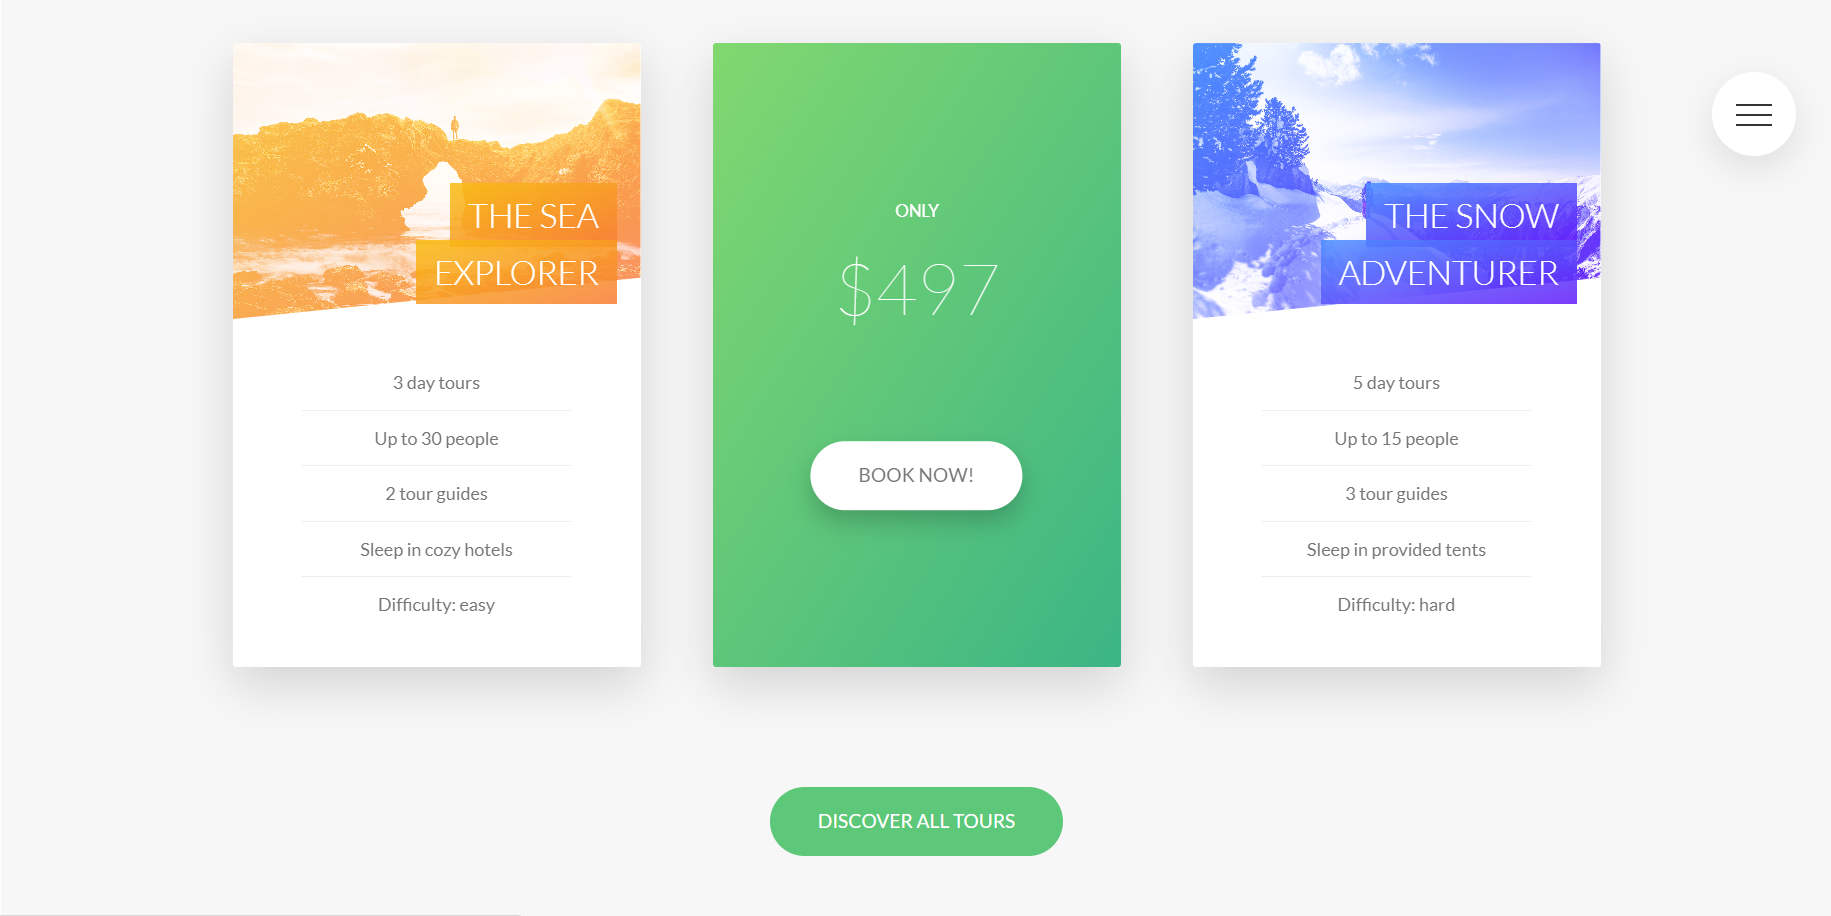 THE SEA
EXPLORER
3 day tours
Up to 30 people
2 tour guides
Sleep in cozy hotels
Difficulty: easy
ONLY
$497
BOOK NOW!
THE SNOW
ADVENTURER
5 day tours
Up to 15 people
3 tour guides
Sleep in provided tents
Difficulty: hard
DISCOVER ALL TOURS